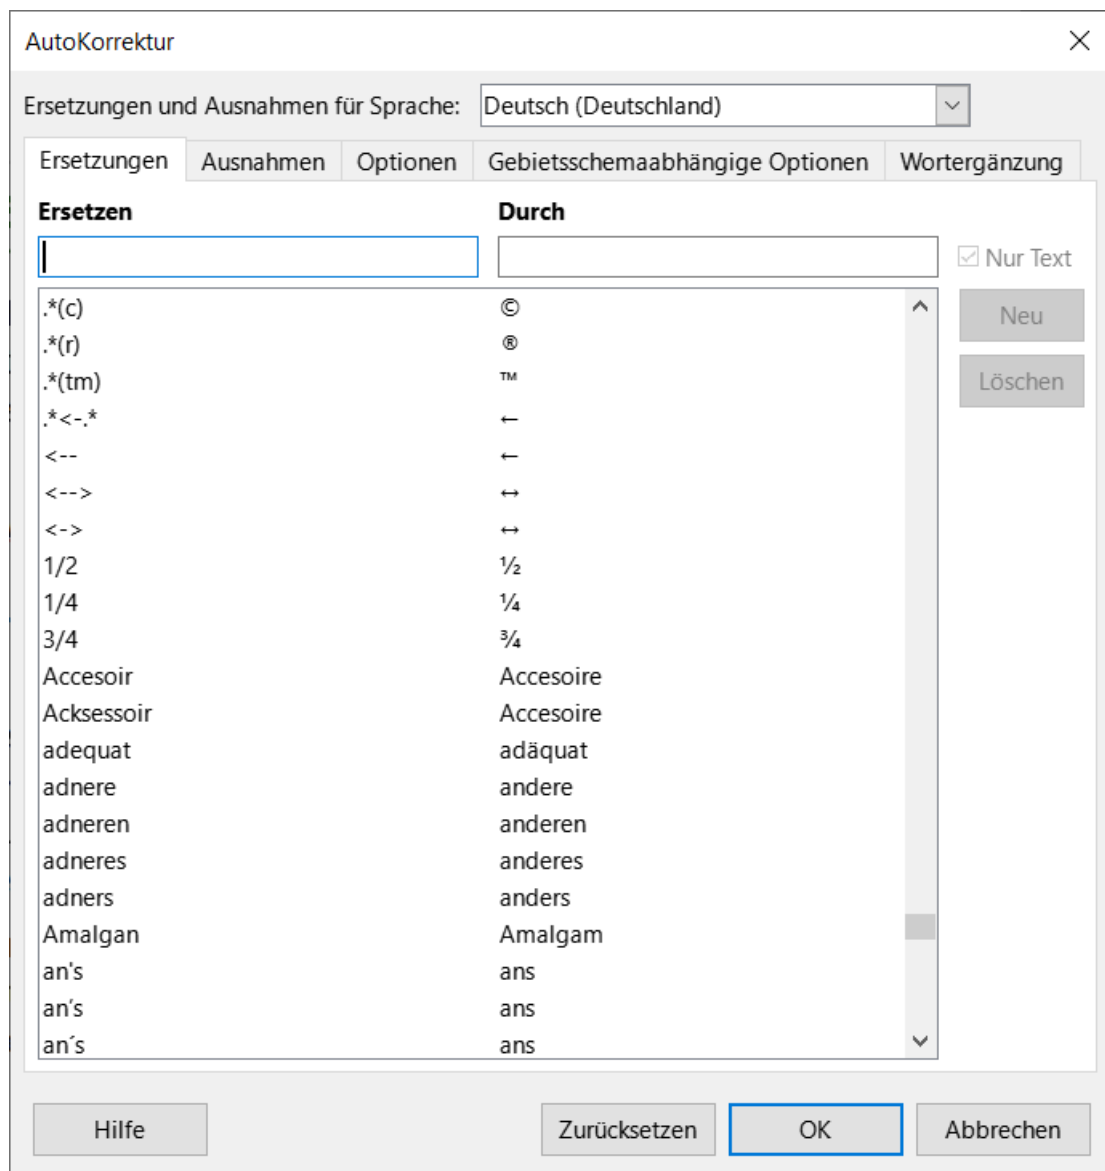 AutoKorrektur
Ersetzungen und Ausnahmen für Sprache: Deutsch (Deutschland)
Ersetzungen Ausnahmen Optionen Gebietsschemaabhängige Optionen Wortergänzung
Ersetzen Durch
Nur Text
.*(c) ©
Neu
.*(r) ®
.*(tm) ™
Löschen
.*<-.* ←
<-- ←
<--> ↔
<-> ↔
1/2 ½
1/4 ¼
3/4 ¾
Accesoir Accesoire
Acksessoir Accesoire
adequat adäquat
adnere andere
adneren anderen
adneres anderes
adners anders
Amalgan Amalgam
an's ans
an’s ans
an´s ans
Hilfe Zurücksetzen OK Abbrechen